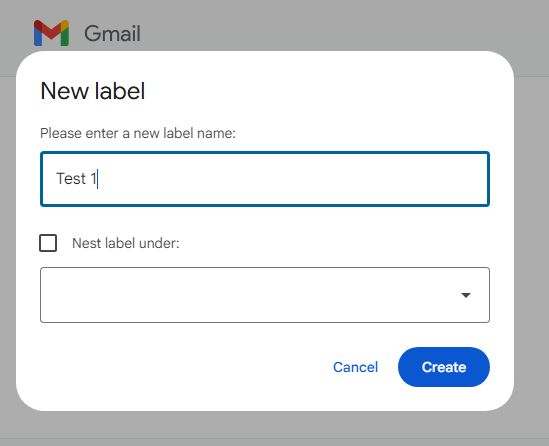 Gmail
New label
Please enter a new label name:
Test 1
Nest label under:
Cancel Create